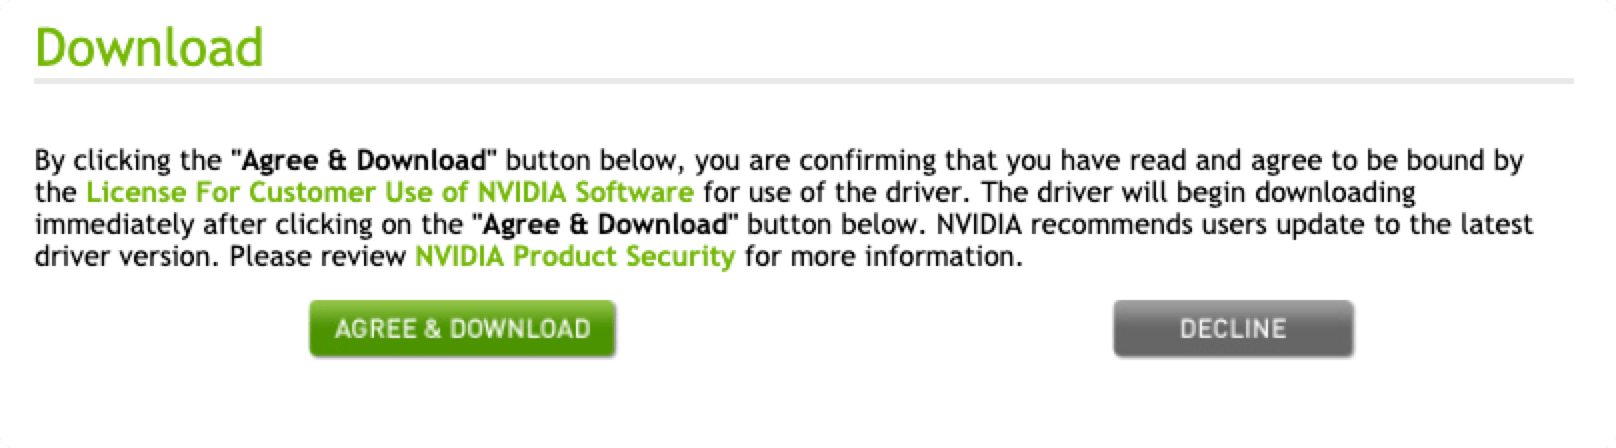 Download
By clicking the "Agree & Download" button below, you are confirming that you have read and agree to be bound by
the License For Customer Use of NVIDIA Software for use of the driver. The driver will begin downloading
immediately after clicking on the "Agree & Download" button below. NVIDIA recommends users update to the latest
driver version. Please review NVIDIA Product Security for more information.
AGREE & DOWNLOAD
DECLINE